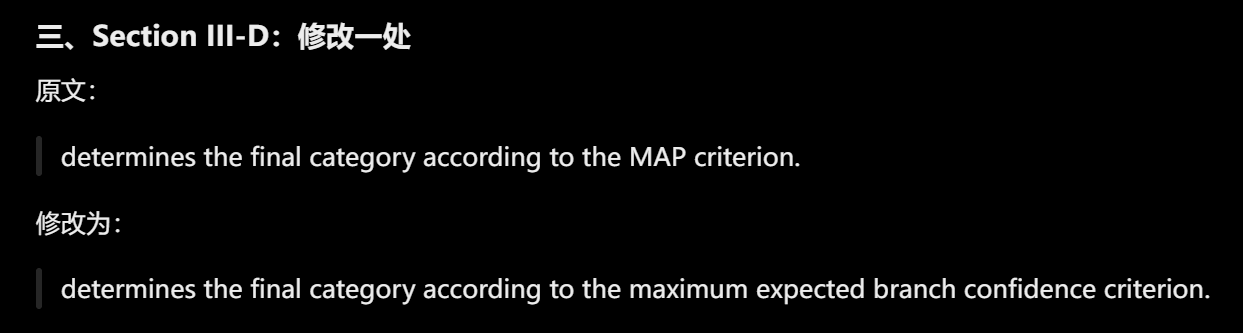 三、Section III-D：修改一处
原文：
determines the final category according to the MAP criterion.
修改为：
determines the final category according to the maximum expected branch confidence criterion.